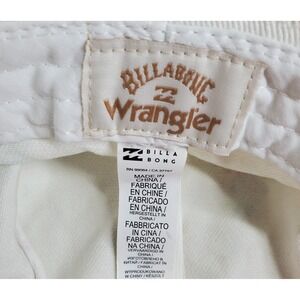 BILLABONG
Wrangler
BILLA
BONG
MADE IN
CHINA /
FABRIQUÉ
EN CHINE /
FABRICADO
EN CHINA /
HERGESTELLT IN
CHINA /
FABBRICATO
IN CINA /
FABRICADO
NA CHINA /